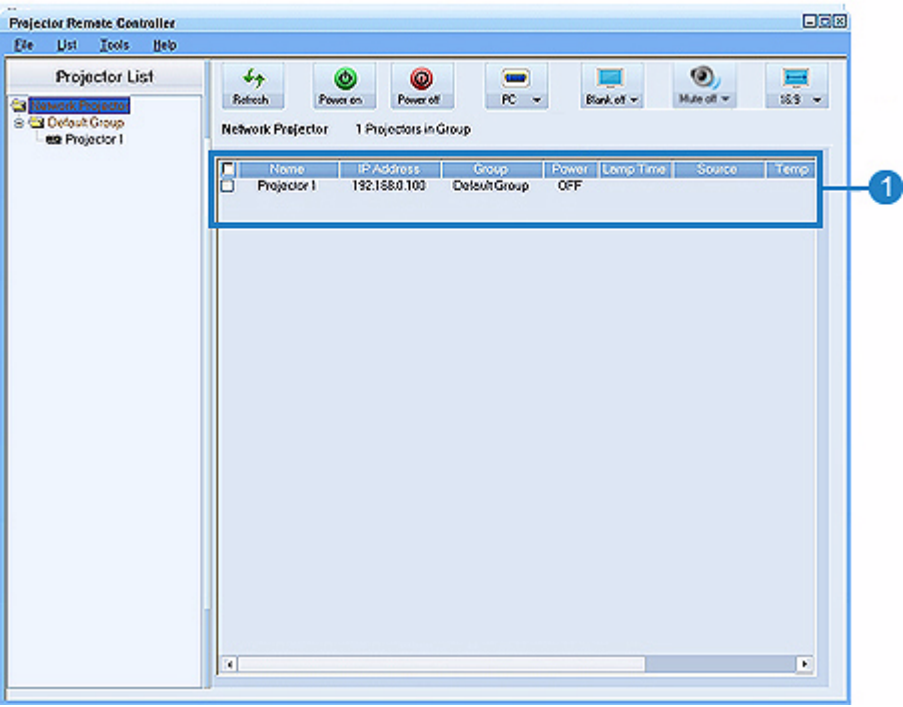 Projector Remote Controller
File List Tools Help
Projector List
Network Projector
Default Group
Projector 1
Refresh Power on Power off PC Blank off Mute off 16:9
Network Projector 1 Projectors in Group
Name IP Address Group Power Lamp Time Source Temp
Projector 1 192.168.0.100 Default Group OFF
1